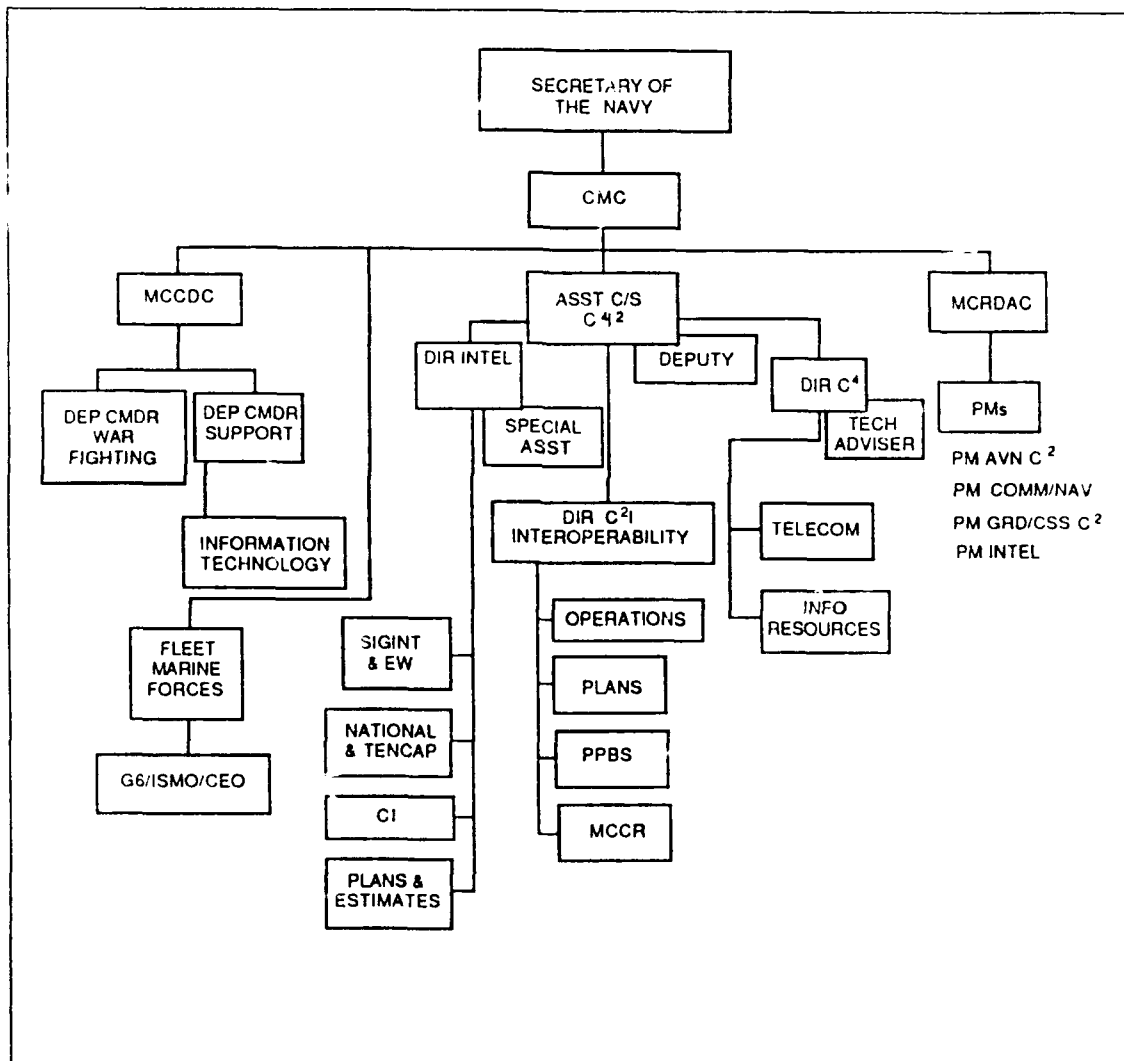 SECRETARY OF
THE NAVY
CMC
MCCDC
ASST C/S
C⁴I²
MCRDAC
DIR INTEL
DEPUTY
DIR C⁴
TECH
ADVISER
PMs
DEP CMDR
WAR
FIGHTING
DEP CMDR
SUPPORT
SPECIAL
ASST
PM AVN C²
PM COMM/NAV
PM GRD/CSS C²
PM INTEL
INFORMATION
TECHNOLOGY
DIR C²I
INTEROPERABILITY
TELECOM
INFO
RESOURCES
FLEET
MARINE
FORCES
G6/ISMO/CEO
SIGINT
& EW
NATIONAL
& TENCAP
CI
PLANS &
ESTIMATES
OPERATIONS
PLANS
PPBS
MCCR